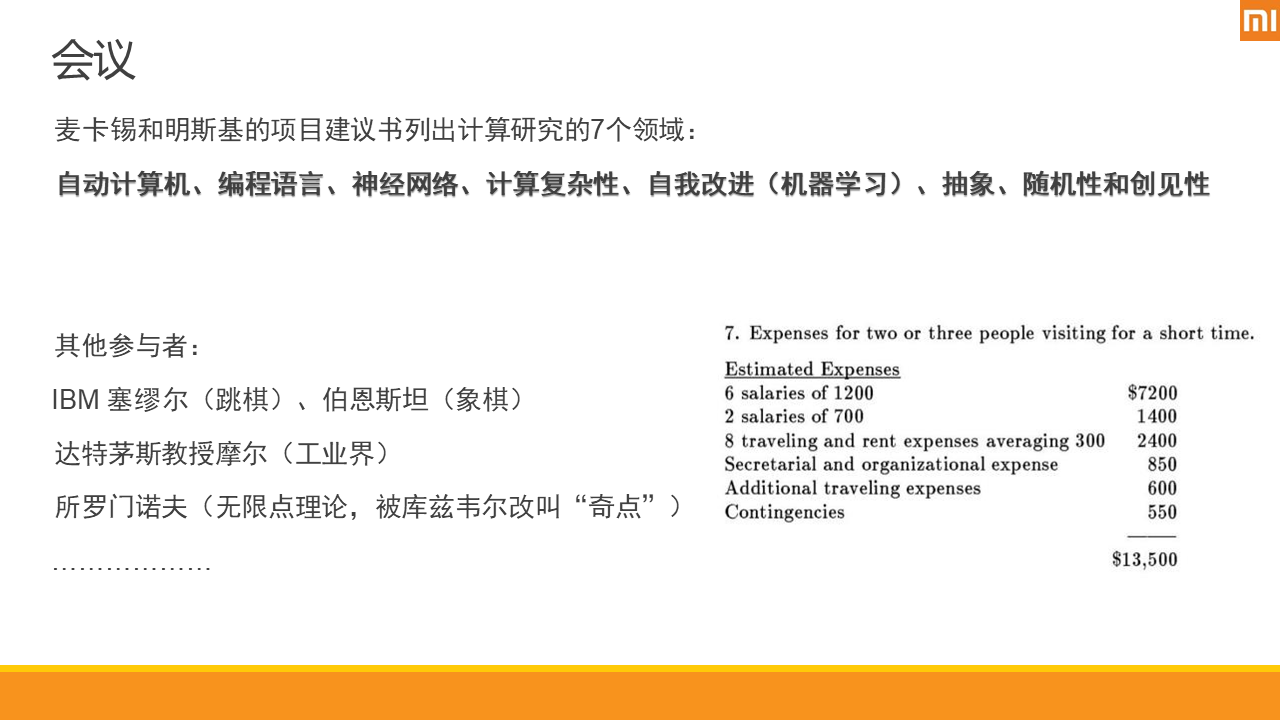 会议
麦卡锡和明斯基的项目建议书列出计算研究的7个领域：
自动计算机、编程语言、神经网络、计算复杂性、自我改进（机器学习）、抽象、随机性和创见性
其他参与者：
IBM 塞缪尔（跳棋）、伯恩斯坦（象棋）
达特茅斯教授摩尔（工业界）
所罗门诺夫（无限点理论，被库兹韦尔改叫“奇点”）
………………
7. Expenses for two or three people visiting for a short time.
Estimated Expenses
6 salaries of 1200 $7200
2 salaries of 700 1400
8 traveling and rent expenses averaging 300 2400
Secretarial and organizational expense 850
Additional traveling expenses 600
Contingencies 550
$13,500
MI